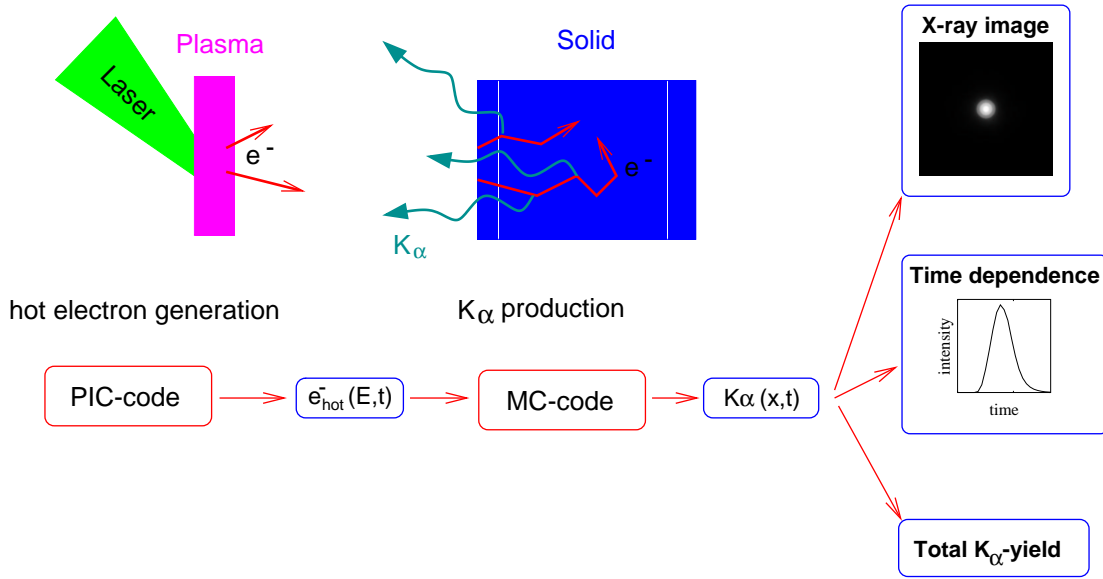 Plasma
Laser
e⁻
Solid
e⁻
Kα
hot electron generation
Kα production
PIC-code
e⁻hot (E,t)
MC-code
Kα (x,t)
X-ray image
Time dependence
intensity
time
Total Kα-yield